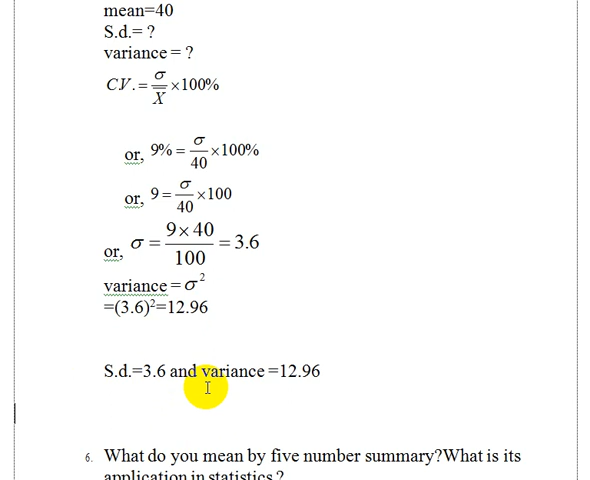 mean=40
S.d.= ?
variance = ?
CV. = σ/X̄ ×100%
or, 9% = σ/40 ×100%
or, 9 = σ/40 ×100
or, σ = 9×40/100 = 3.6
variance = σ²
=(3.6)²=12.96
S.d.=3.6 and variance =12.96
6. What do you mean by five number summary?What is its
application in statistics ?